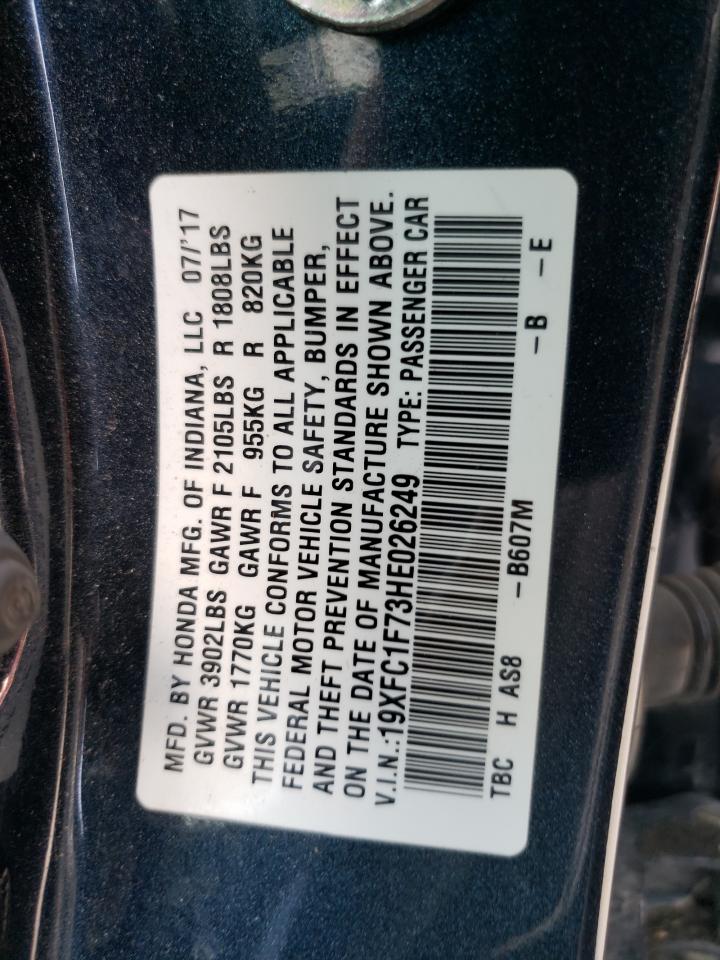 MFD. BY HONDA MFG. OF INDIANA, LLC 07/'17
GVWR 3902LBS GAWR F 2105LBS R 1808LBS
GVWR 1770KG GAWR F 955KG R 820KG
THIS VEHICLE CONFORMS TO ALL APPLICABLE
FEDERAL MOTOR VEHICLE SAFETY, BUMPER,
AND THEFT PREVENTION STANDARDS IN EFFECT
ON THE DATE OF MANUFACTURE SHOWN ABOVE.
V.I.N.:19XFC1F73HE026249 TYPE: PASSENGER CAR
TBC H AS8 -B607M -B -E